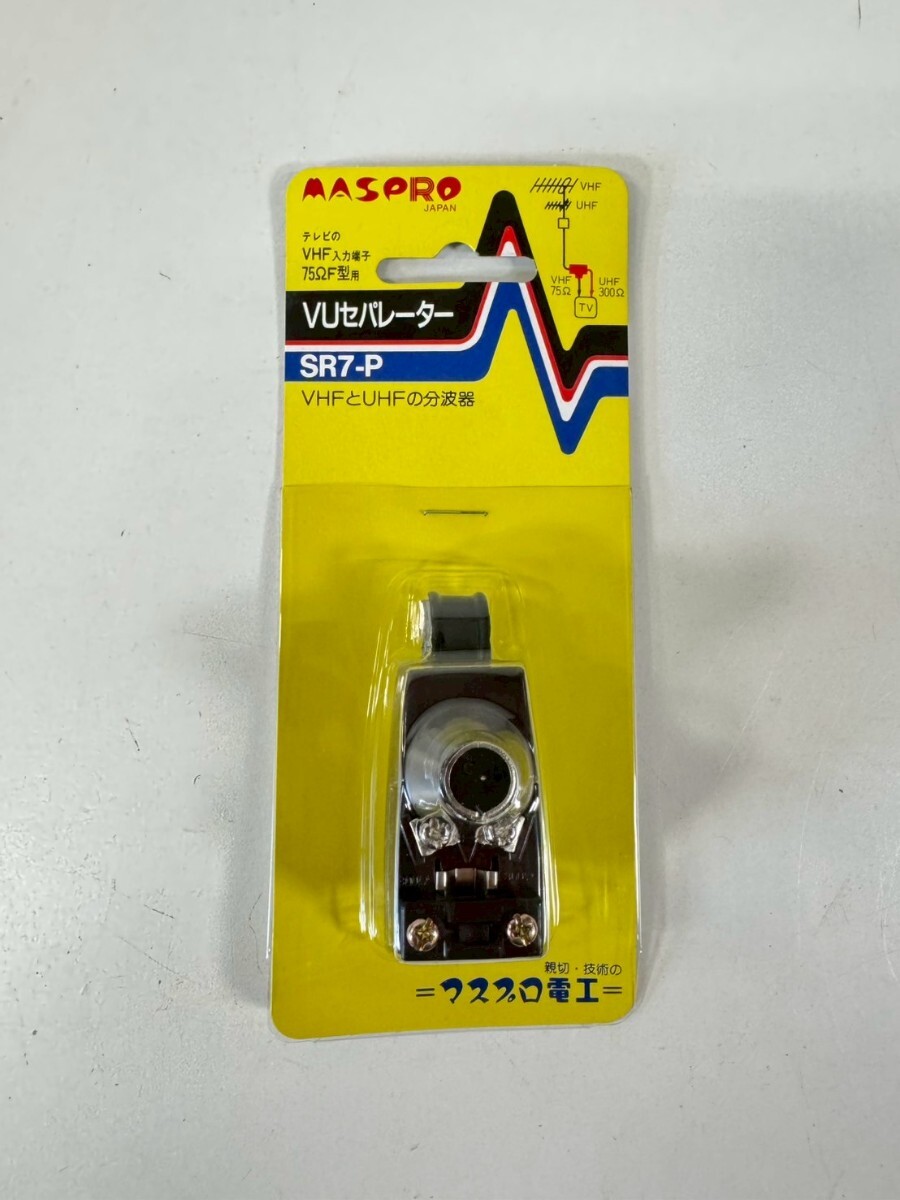 MASPRO
JAPAN
テレビの
VHF入力端子
75ΩF型用
VHF
UHF
VHF
75Ω
UHF
300Ω
TV
VUセパレーター
SR7-P
VHFとUHFの分波器
親切・技術の
=マスプロ電工=